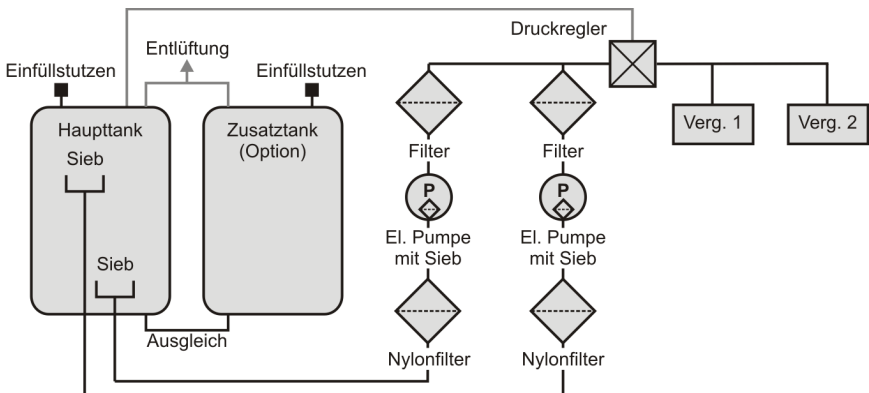 Druckregler
Entlüftung
Einfüllstutzen
Einfüllstutzen
Haupttank
Zusatztank
(Option)
Verg. 1
Verg. 2
Sieb
Filter
Filter
P
P
El. Pumpe
mit Sieb
El. Pumpe
mit Sieb
Sieb
Ausgleich
Nylonfilter
Nylonfilter